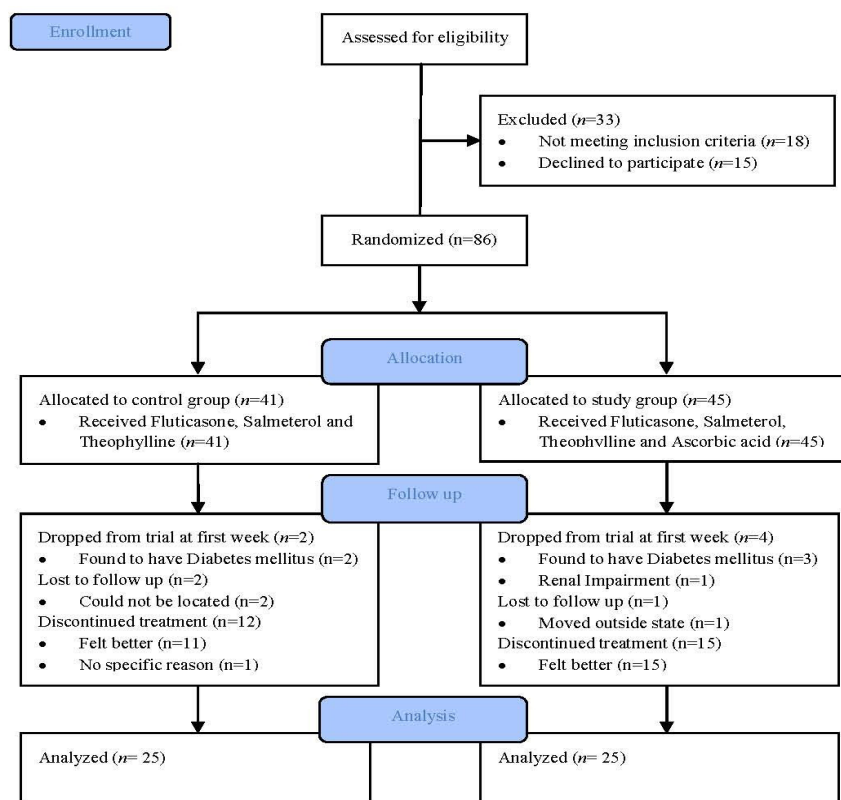 Enrollment
Assessed for eligibility
Excluded (n=33)
• Not meeting inclusion criteria (n=18)
• Declined to participate (n=15)
Randomized (n=86)
Allocation
Allocated to control group (n=41)
• Received Fluticasone, Salmeterol and
Theophylline (n=41)
Allocated to study group (n=45)
• Received Fluticasone, Salmeterol,
Theophylline and Ascorbic acid (n=45)
Follow up
Dropped from trial at first week (n=2)
• Found to have Diabetes mellitus (n=2)
Lost to follow up (n=2)
• Could not be located (n=2)
Discontinued treatment (n=12)
• Felt better (n=11)
• No specific reason (n=1)
Dropped from trial at first week (n=4)
• Found to have Diabetes mellitus (n=3)
• Renal Impairment (n=1)
Lost to follow up (n=1)
• Moved outside state (n=1)
Discontinued treatment (n=15)
• Felt better (n=15)
Analysis
Analyzed (n= 25)
Analyzed (n= 25)